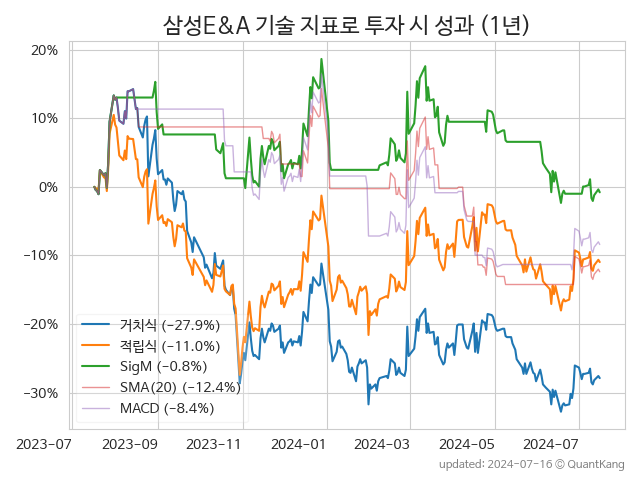 삼성E&A 기술 지표로 투자 시 성과 (1년)
20%
10%
0%
−10%
−20%
−30%
거치식 (−27.9%)
적립식 (−11.0%)
SigM (−0.8%)
SMA(20) (−12.4%)
MACD (−8.4%)
2023-07 2023-09 2023-11 2024-01 2024-03 2024-05 2024-07
updated: 2024-07-16 © QuantKang